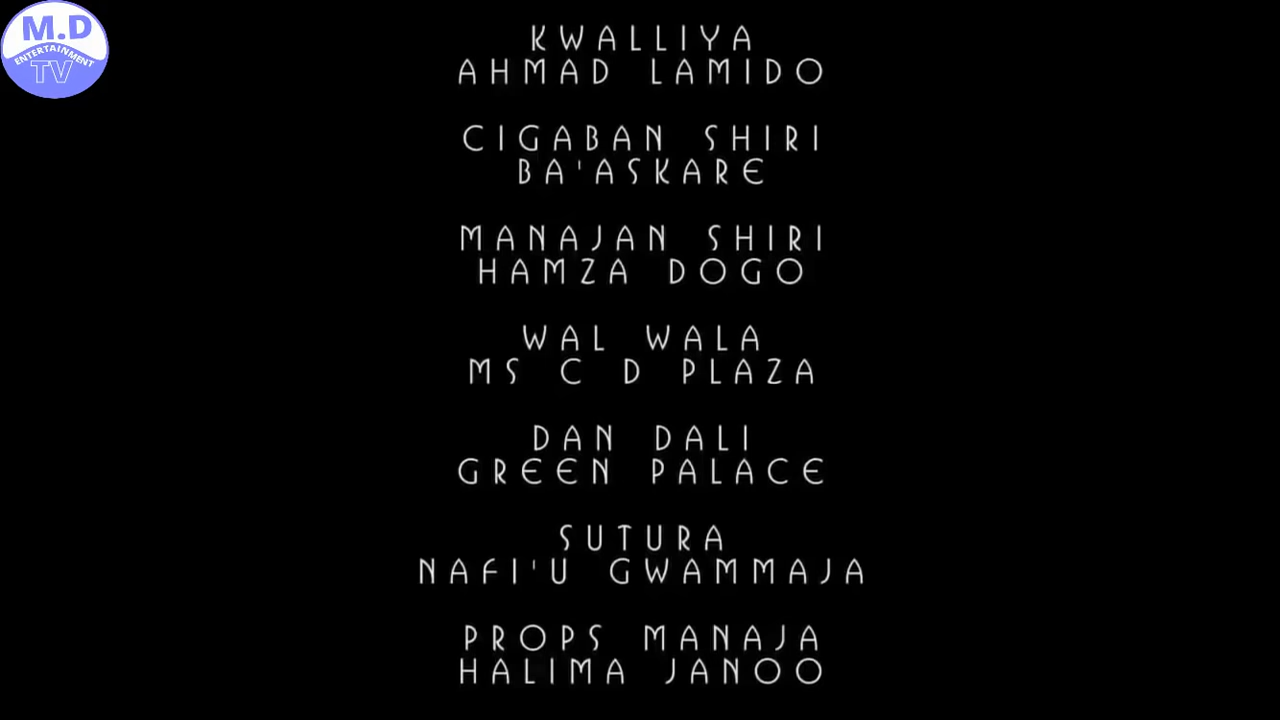 M.D
ENTERTAINMENT
TV
KWALLIYA
AHMAD LAMIDO
CIGABAN SHIRI
BA'ASKARE
MANAJAN SHIRI
HAMZA DOGO
WAL WALA
MS C D PLAZA
DAN DALI
GREEN PALACE
SUTURA
NAFI'U GWAMMAJA
PROPS MANAJA
HALIMA JANOO